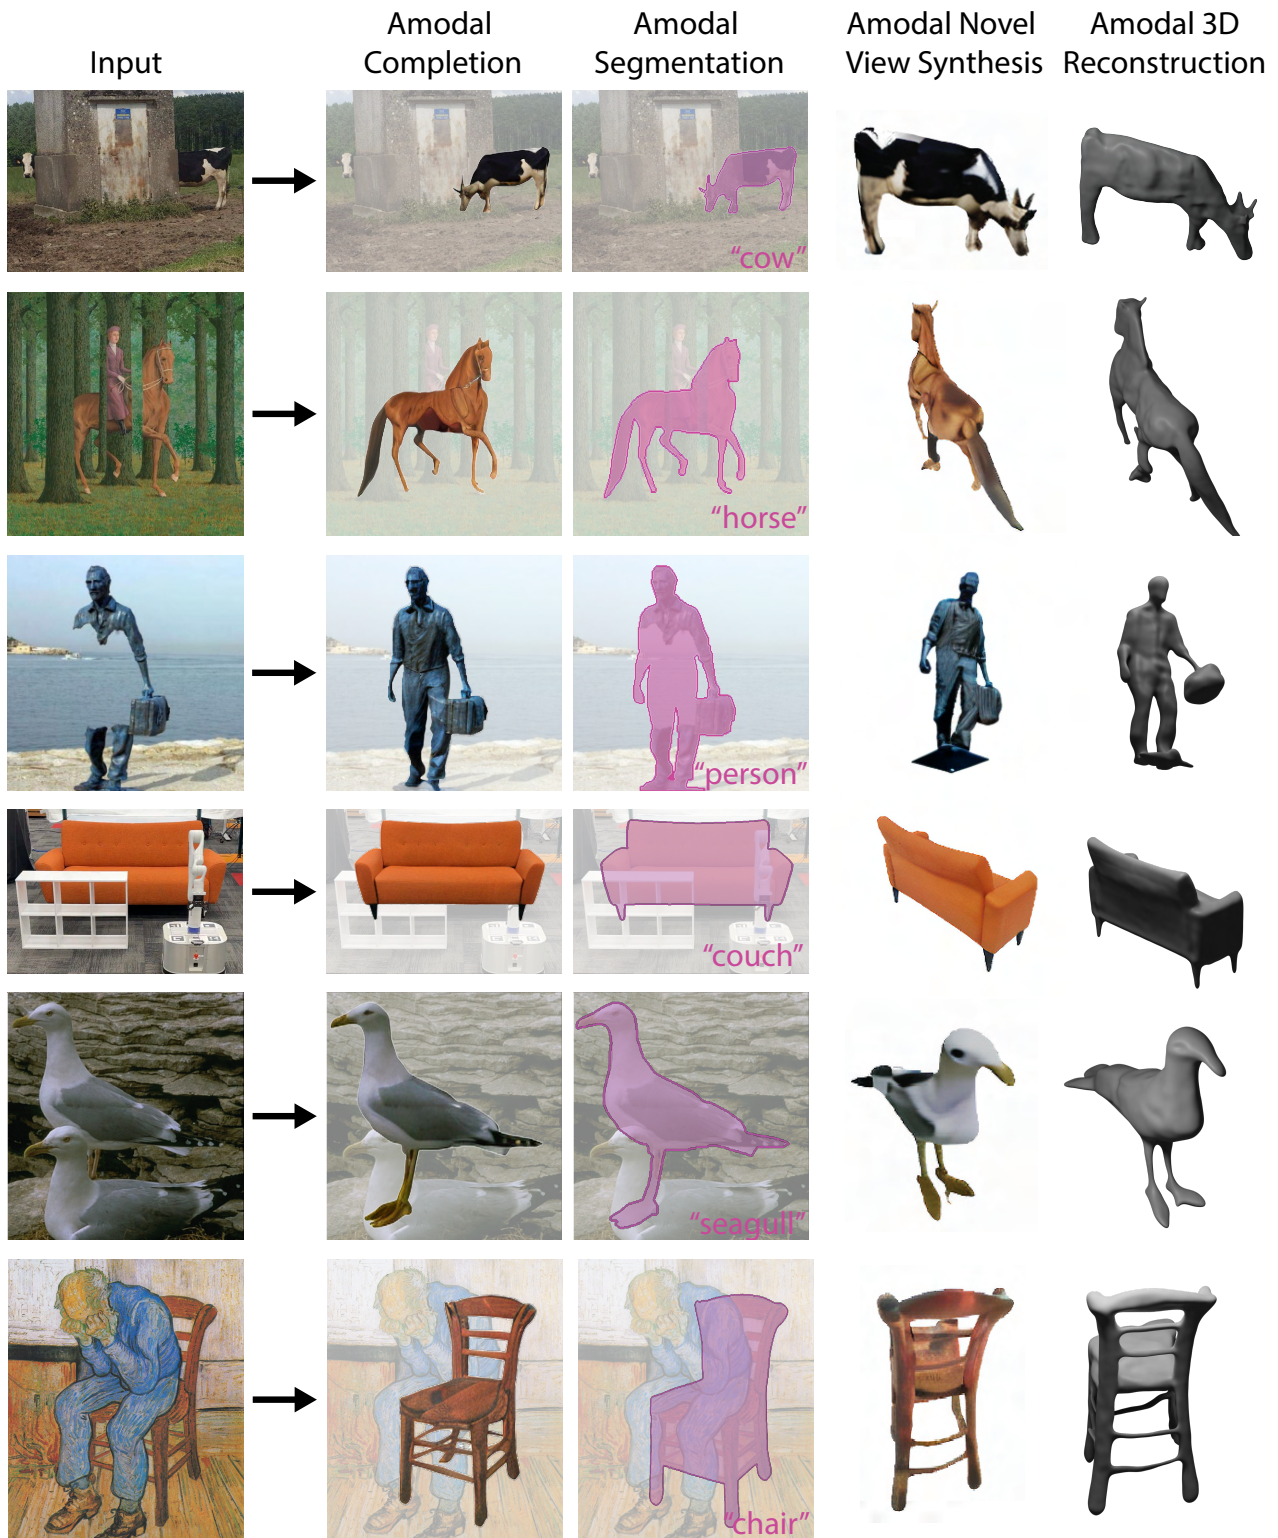 Input
Amodal
Completion
Amodal
Segmentation
Amodal Novel
View Synthesis
Amodal 3D
Reconstruction
“cow”
“horse”
“person”
“couch”
“seagull”
“chair”